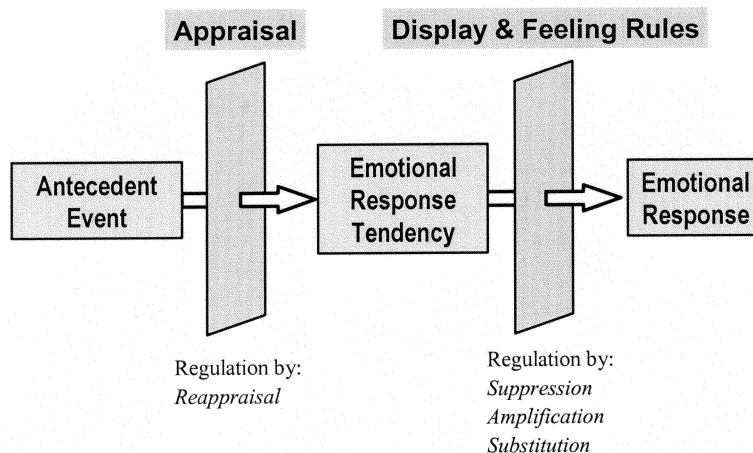 Appraisal
Display & Feeling Rules
Antecedent
Event
Emotional
Response
Tendency
Emotional
Response
Regulation by:
Reappraisal
Regulation by:
Suppression
Amplification
Substitution